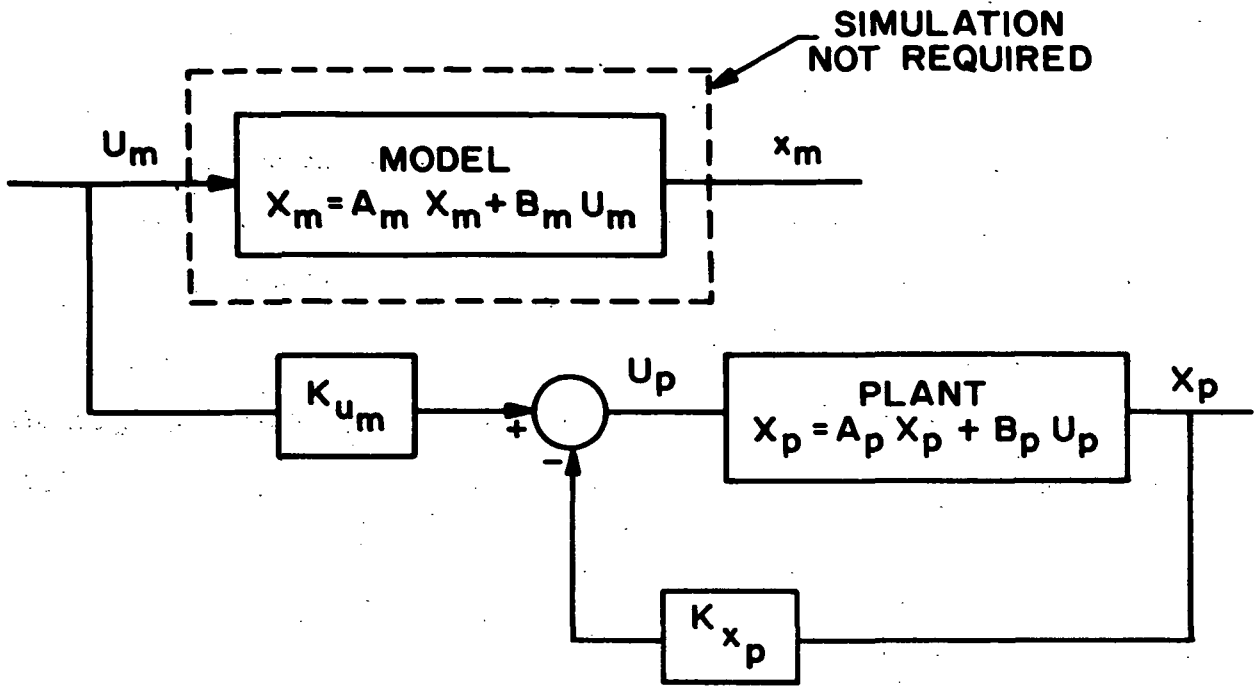 SIMULATION
NOT REQUIRED
Um
xm
MODEL
Xm = Am Xm + Bm Um
Kum
+
−
Up
PLANT
Xp = Ap Xp + Bp Up
Xp
Kxp